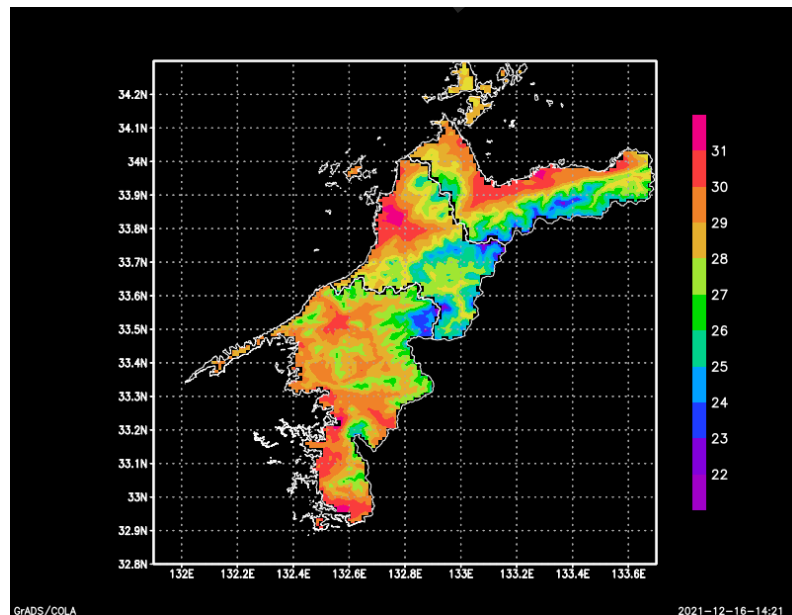 34.2N
34.1N
34N
33.9N
33.8N
33.7N
33.6N
33.5N
33.4N
33.3N
33.2N
33.1N
33N
32.9N
32.8N
132E 132.2E 132.4E 132.6E 132.8E 133E 133.2E 133.4E 133.6E
31
30
29
28
27
26
25
24
23
22
GrADS/COLA 2021-12-16-14:21